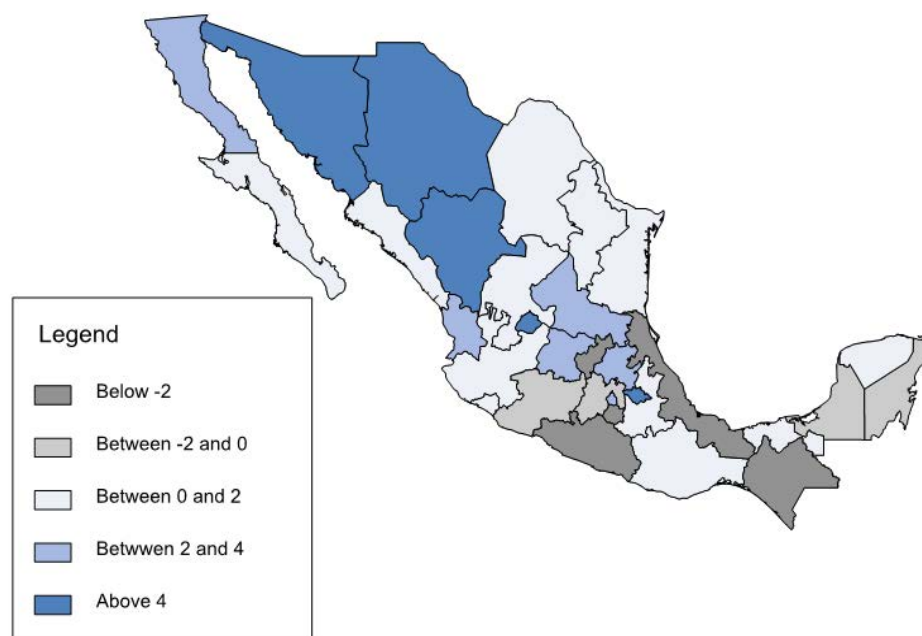 Legend
Below -2
Between -2 and 0
Between 0 and 2
Betwwen 2 and 4
Above 4